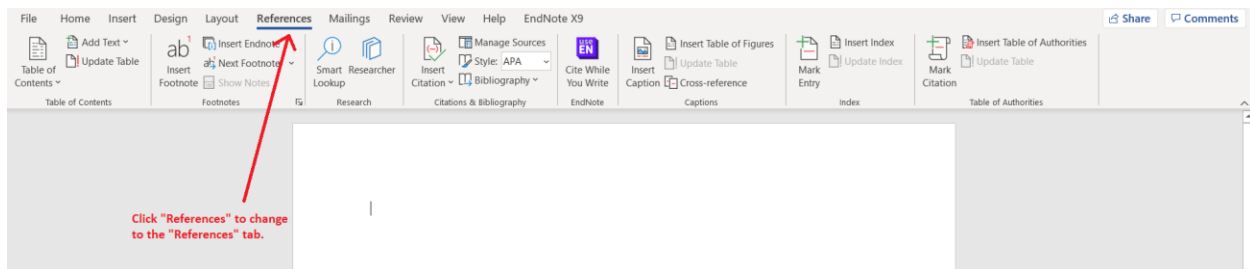 File Home Insert Design Layout References Mailings Review View Help EndNote X9 Share Comments
Add Text Insert Endnote Manage Sources Insert Table of Figures Insert Index Insert Table of Authorities
ab1 USE EN
Update Table Next Footnote Style: APA Update Table Update Index Update Table
Table of Insert Smart Researcher Insert Cite While Insert Mark Mark
Contents Footnote Show Notes Lookup Citation Bibliography You Write Caption Cross-reference Entry Citation
Table of Contents Footnotes Research Citations & Bibliography EndNote Captions Index Table of Authorities
Click "References" to change
to the "References" tab.